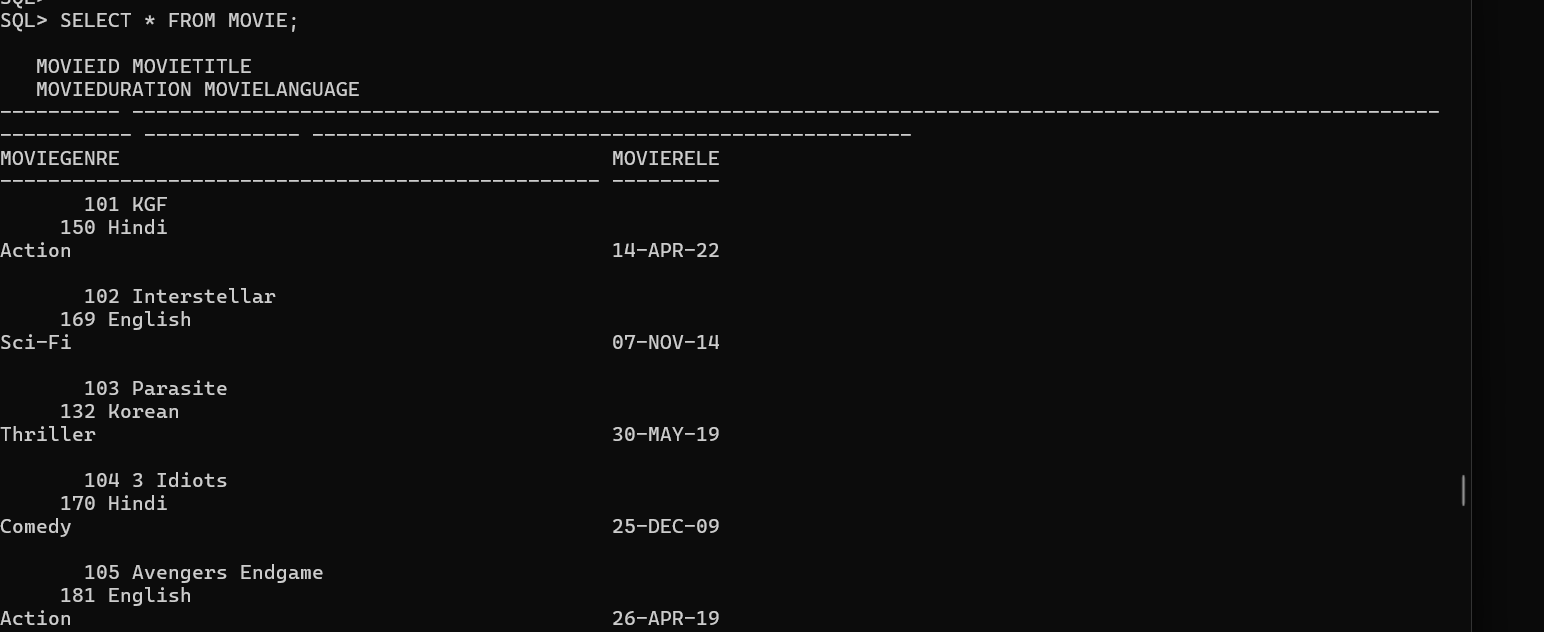 SQL>
SQL> SELECT * FROM MOVIE;
MOVIEID MOVIETITLE
MOVIEDURATION MOVIELANGUAGE
---------- -------------------------------------------------------------------------------------------------------------
----------- ------------- --------------------------------------------------
MOVIEGENRE MOVIERELE
-------------------------------------------------- ---------
101 KGF
150 Hindi
Action 14-APR-22
102 Interstellar
169 English
Sci-Fi 07-NOV-14
103 Parasite
132 Korean
Thriller 30-MAY-19
104 3 Idiots
170 Hindi
Comedy 25-DEC-09
105 Avengers Endgame
181 English
Action 26-APR-19